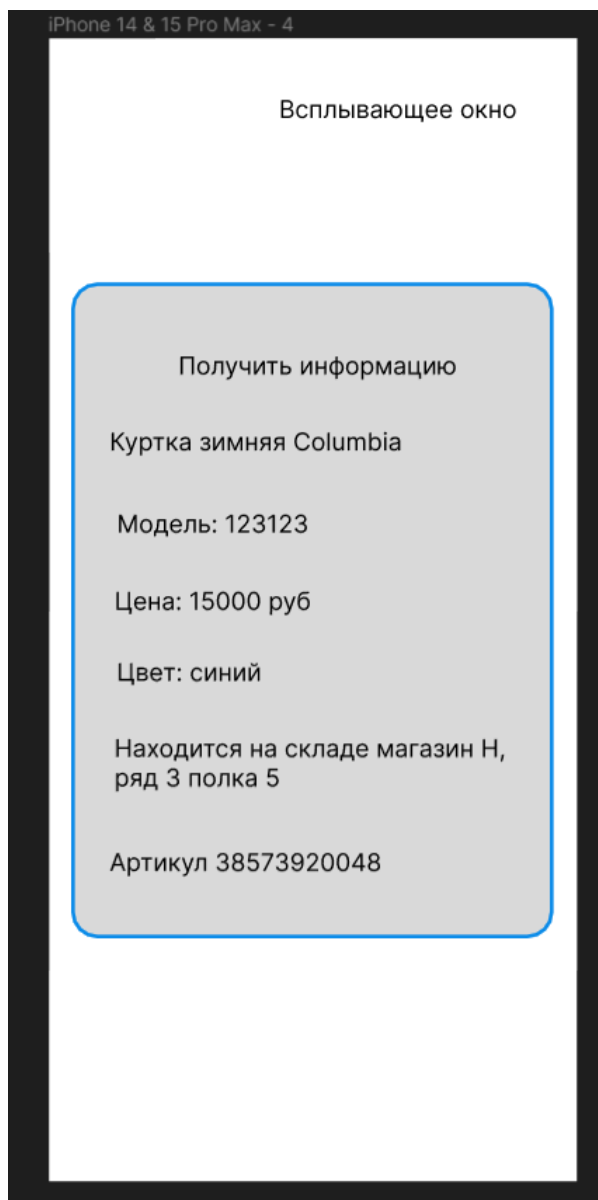 iPhone 14 & 15 Pro Max - 4
Всплывающее окно
Получить информацию
Куртка зимняя Columbia
Модель: 123123
Цена: 15000 руб
Цвет: синий
Находится на складе магазин Н,
ряд 3 полка 5
Артикул 38573920048